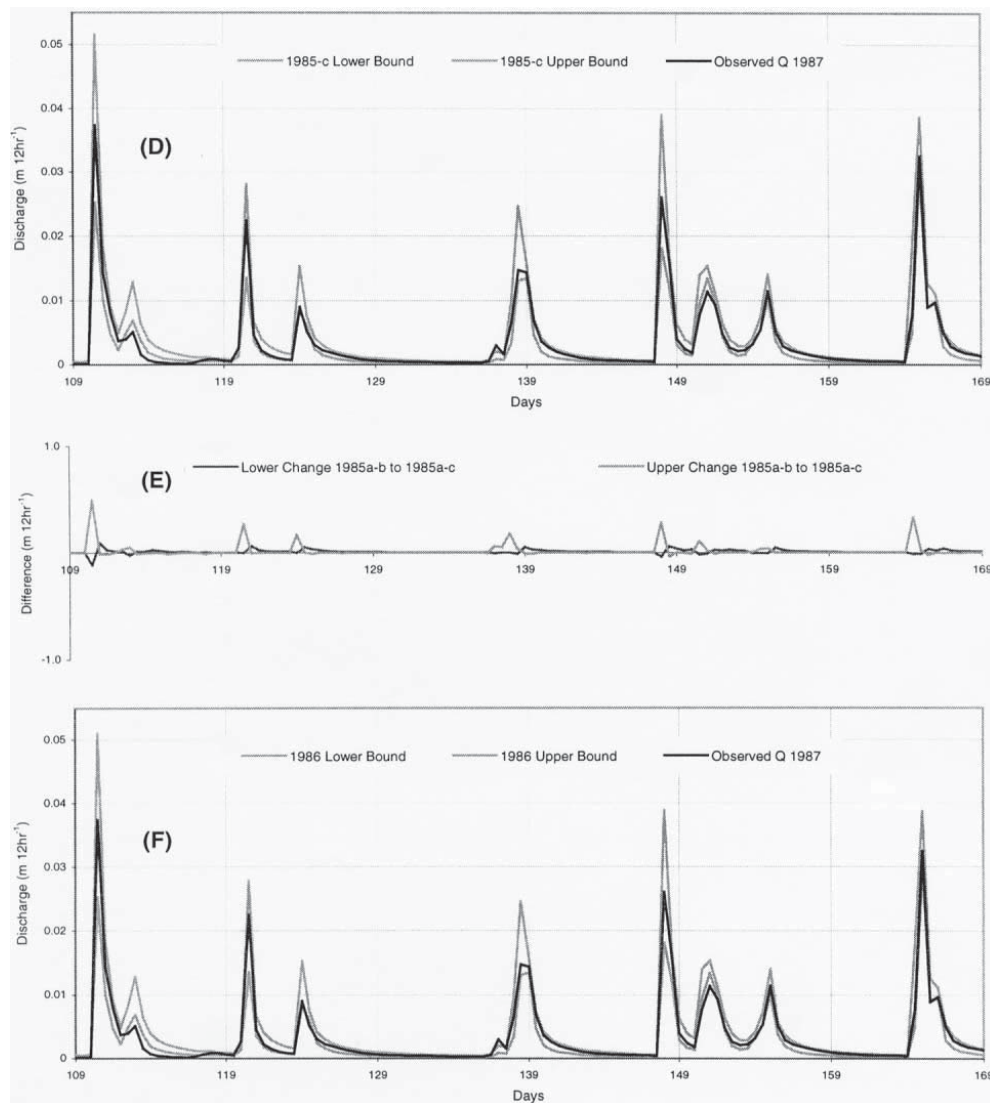 0.05
1985-c Lower Bound 1985-c Upper Bound Observed Q 1987
0.04
(D)
0.03
0.02
0.01
0
Discharge (m 12hr-1)
109 119 129 139 149 159 169
Days
1.0
Lower Change 1985a-b to 1985a-c Upper Change 1985a-b to 1985a-c
(E)
109 119 129 139 149 159 169
-1.0
Difference (m 12hr-1)
0.05
1986 Lower Bound 1986 Upper Bound Observed Q 1987
0.04
(F)
0.03
0.02
0.01
0
Discharge (m 12hr-1)
109 119 129 139 149 159 169
Days